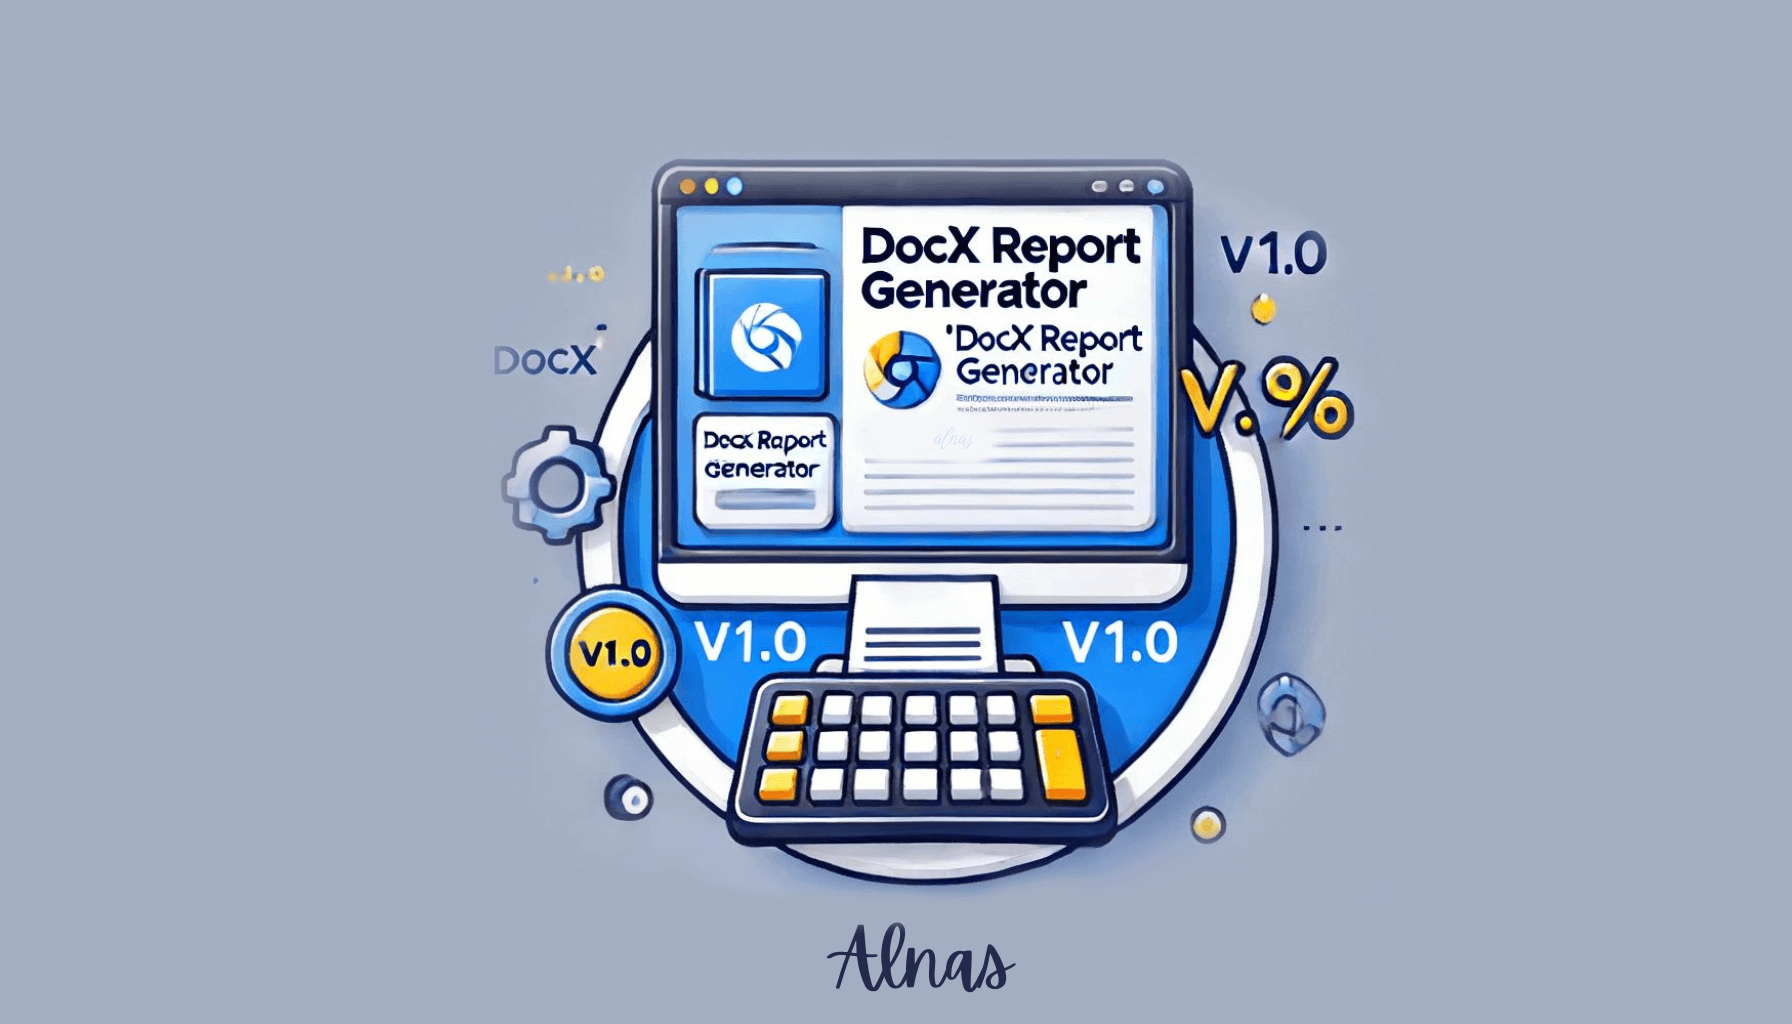 DocX Report
Generator
V1.0
'DocX Report
Generator
DocX
V. %
alnas
Docx Raport
Generator
V1.0
V1.0
V1.0
Alnas